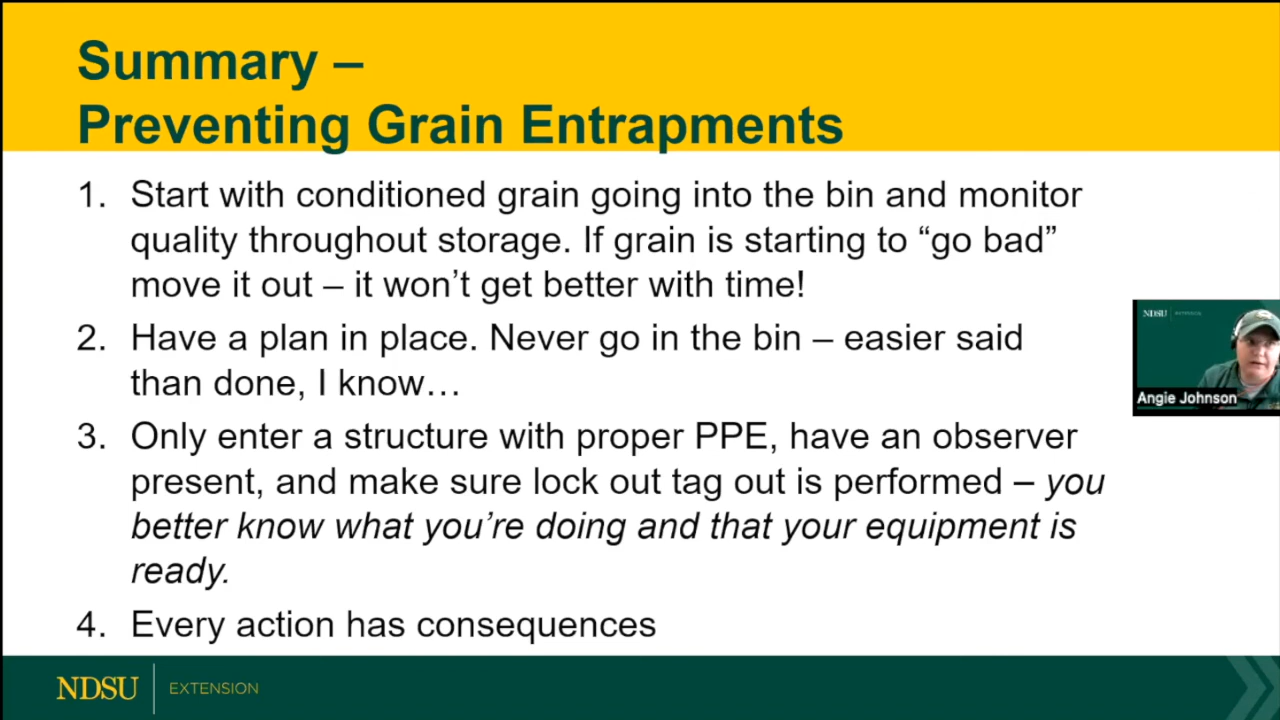 Summary –
Preventing Grain Entrapments
1. Start with conditioned grain going into the bin and monitor
quality throughout storage. If grain is starting to “go bad”
move it out – it won’t get better with time!
2. Have a plan in place. Never go in the bin – easier said
than done, I know…
3. Only enter a structure with proper PPE, have an observer
present, and make sure lock out tag out is performed – you
better know what you’re doing and that your equipment is
ready.
4. Every action has consequences
NDSU EXTENSION
Angie Johnson
NDSU EXTENSION